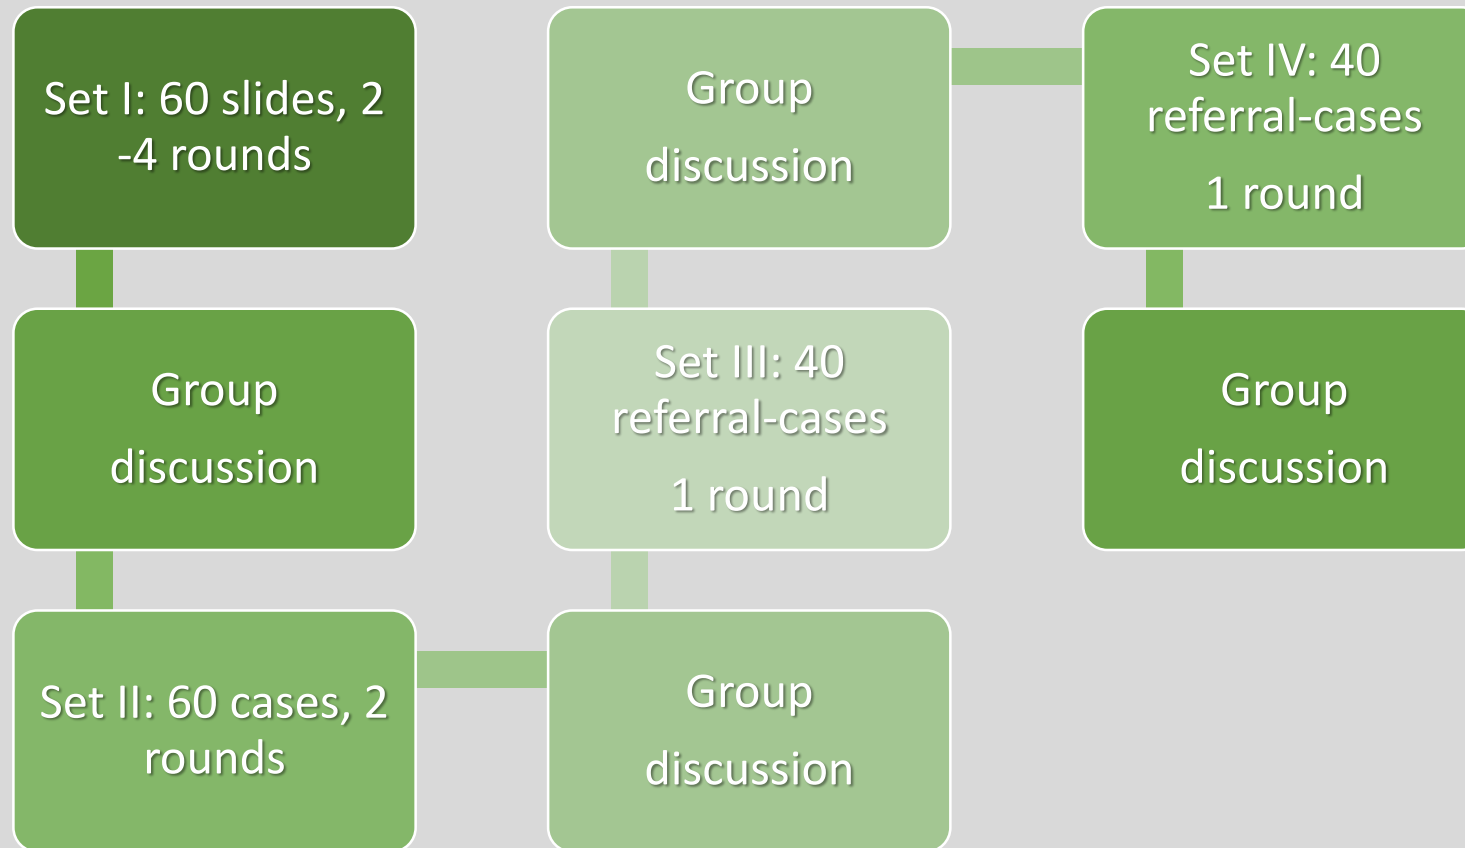 Set I: 60 slides, 2
-4 rounds
Group
discussion
Set II: 60 cases, 2
rounds
Group
discussion
Set III: 40
referral-cases
1 round
Group
discussion
Set IV: 40
referral-cases
1 round
Group
discussion